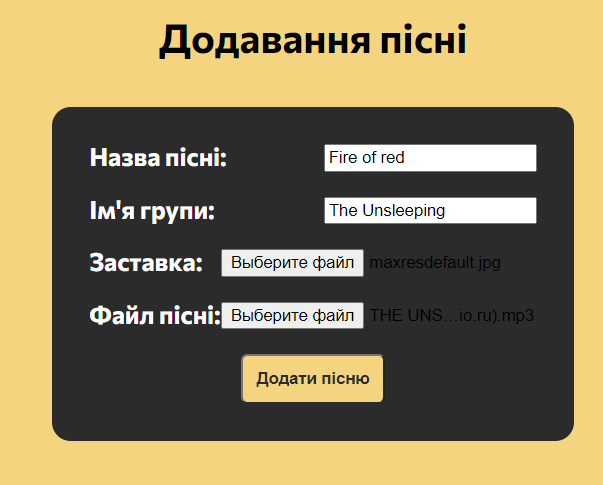 Додавання пісні
Назва пісні: Fire of red
Ім'я групи: The Unsleeping
Заставка: Выберите файл maxresdefault.jpg
Файл пісні: Выберите файл THE UNS…io.ru).mp3
Додати пісню